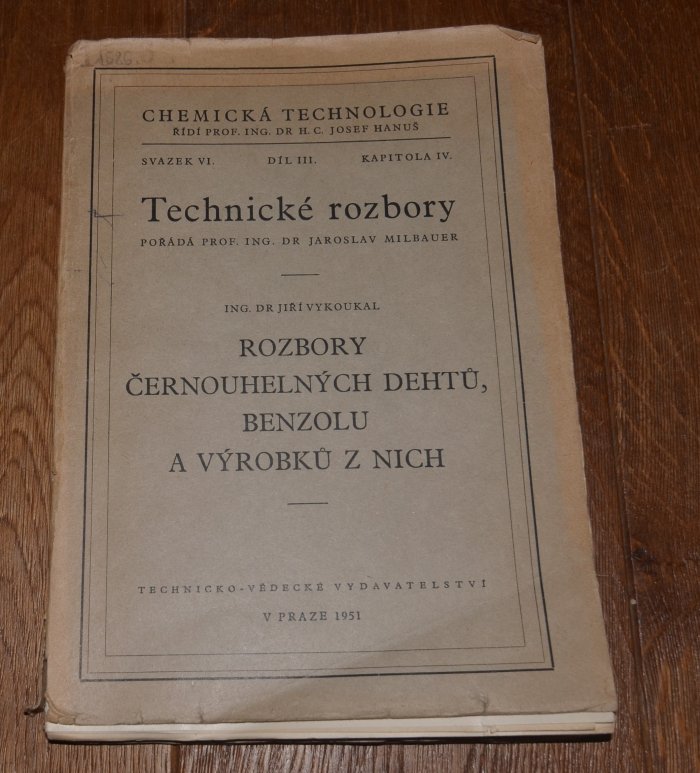 CHEMICKÁ TECHNOLOGIE
ŘÍDÍ PROF. ING. DR H. C. JOSEF HANUŠ
SVAZEK VI. DÍL III. KAPITOLA IV.
Technické rozbory
POŘÁDÁ PROF. ING. DR JAROSLAV MILBAUER
ING. DR JIŘÍ VYKOUKAL
ROZBORY
ČERNOUHELNÝCH DEHTŮ,
BENZOLU
A VÝROBKŮ Z NICH
TECHNICKO-VĚDECKÉ VYDAVATELSTVÍ
V PRAZE 1951